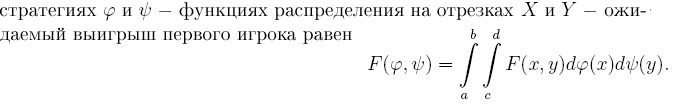 стратегиях φ и ψ – функциях распределения на отрезках X и Y – ожи-
даемый выигрыш первого игрока равен
F(φ, ψ) = ∫_a^b ∫_c^d F(x, y)dφ(x)dψ(y).